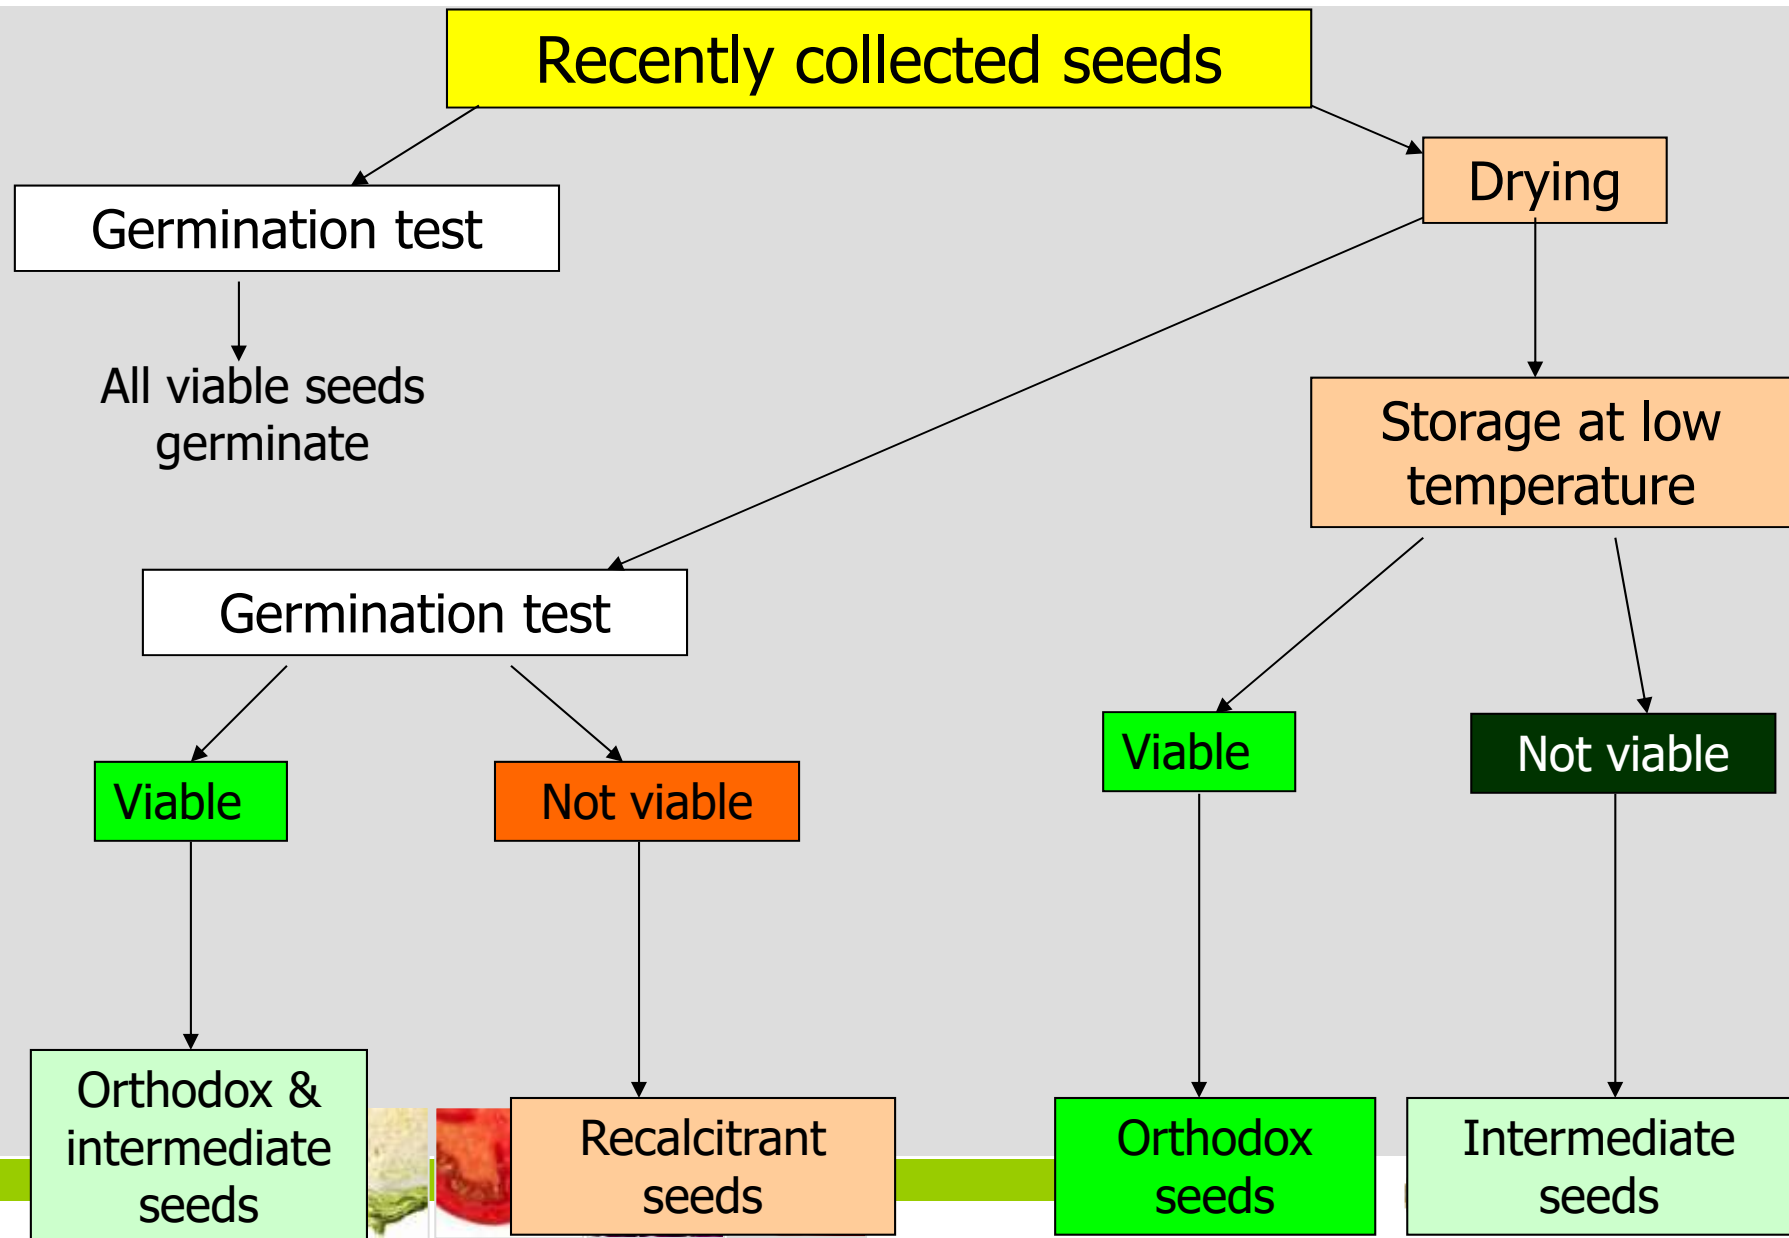 Recently collected seeds
Drying
Germination test
All viable seeds
germinate
Storage at low
temperature
Germination test
Viable
Not viable
Viable
Not viable
Orthodox &
intermediate
seeds
Recalcitrant
seeds
Orthodox
seeds
Intermediate
seeds